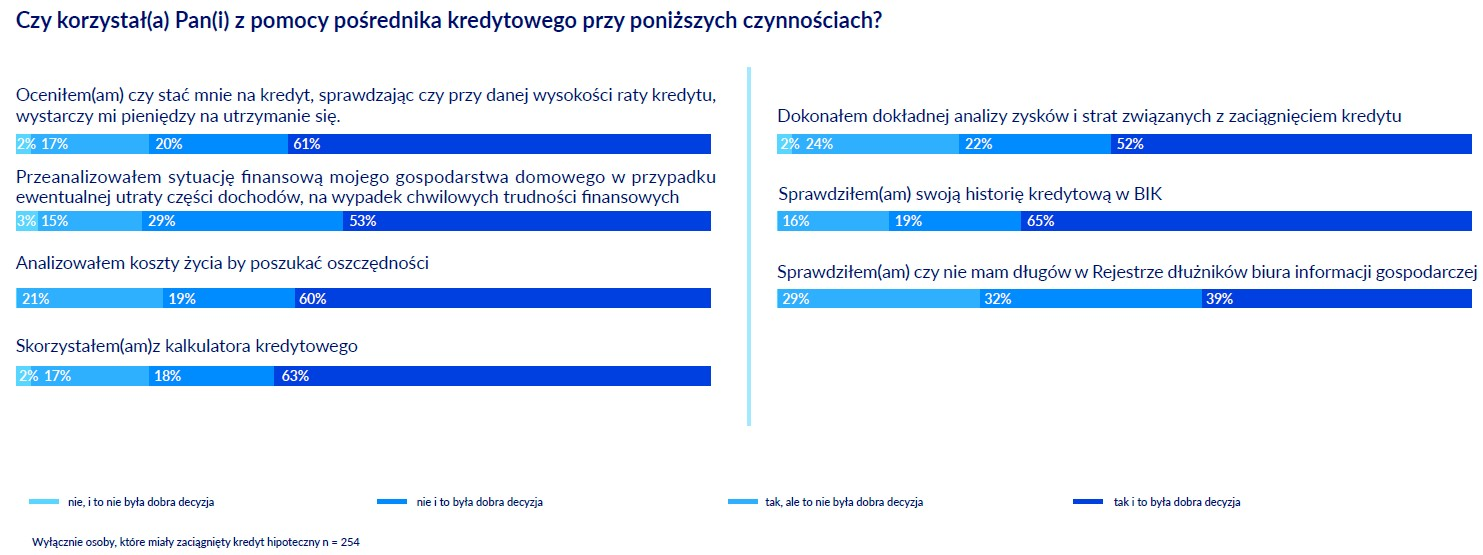 Czy korzystał(a) Pan(i) z pomocy pośrednika kredytowego przy poniższych czynnościach?
Oceniłem(am) czy stać mnie na kredyt, sprawdzając czy przy danej wysokości raty kredytu,
wystarczy mi pieniędzy na utrzymanie się.
2% 17% 20% 61%
Przeanalizowałem sytuację finansową mojego gospodarstwa domowego w przypadku
ewentualnej utraty części dochodów, na wypadek chwilowych trudności finansowych
3% 15% 29% 53%
Analizowałem koszty życia by poszukać oszczędności
21% 19% 60%
Skorzystałem(am)z kalkulatora kredytowego
2% 17% 18% 63%
Dokonałem dokładnej analizy zysków i strat związanych z zaciągnięciem kredytu
2% 24% 22% 52%
Sprawdziłem(am) swoją historię kredytową w BIK
16% 19% 65%
Sprawdziłem(am) czy nie mam długów w Rejestrze dłużników biura informacji gospodarczej
29% 32% 39%
nie, i to nie była dobra decyzja nie i to była dobra decyzja tak, ale to nie była dobra decyzja tak i to była dobra decyzja
Wyłącznie osoby, które miały zaciągnięty kredyt hipoteczny n = 254